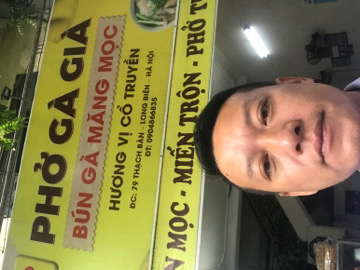 PHỞ GÀ GIÀ
BÚN GÀ MĂNG MỌC
HƯƠNG VỊ CỔ TRUYỀN
ĐC: 79 THẠCH BÀN - LONG BIÊN - HÀ NỘI
ĐT: 0904866835
N MỌC - MIẾN TRỘN - PHỞ T